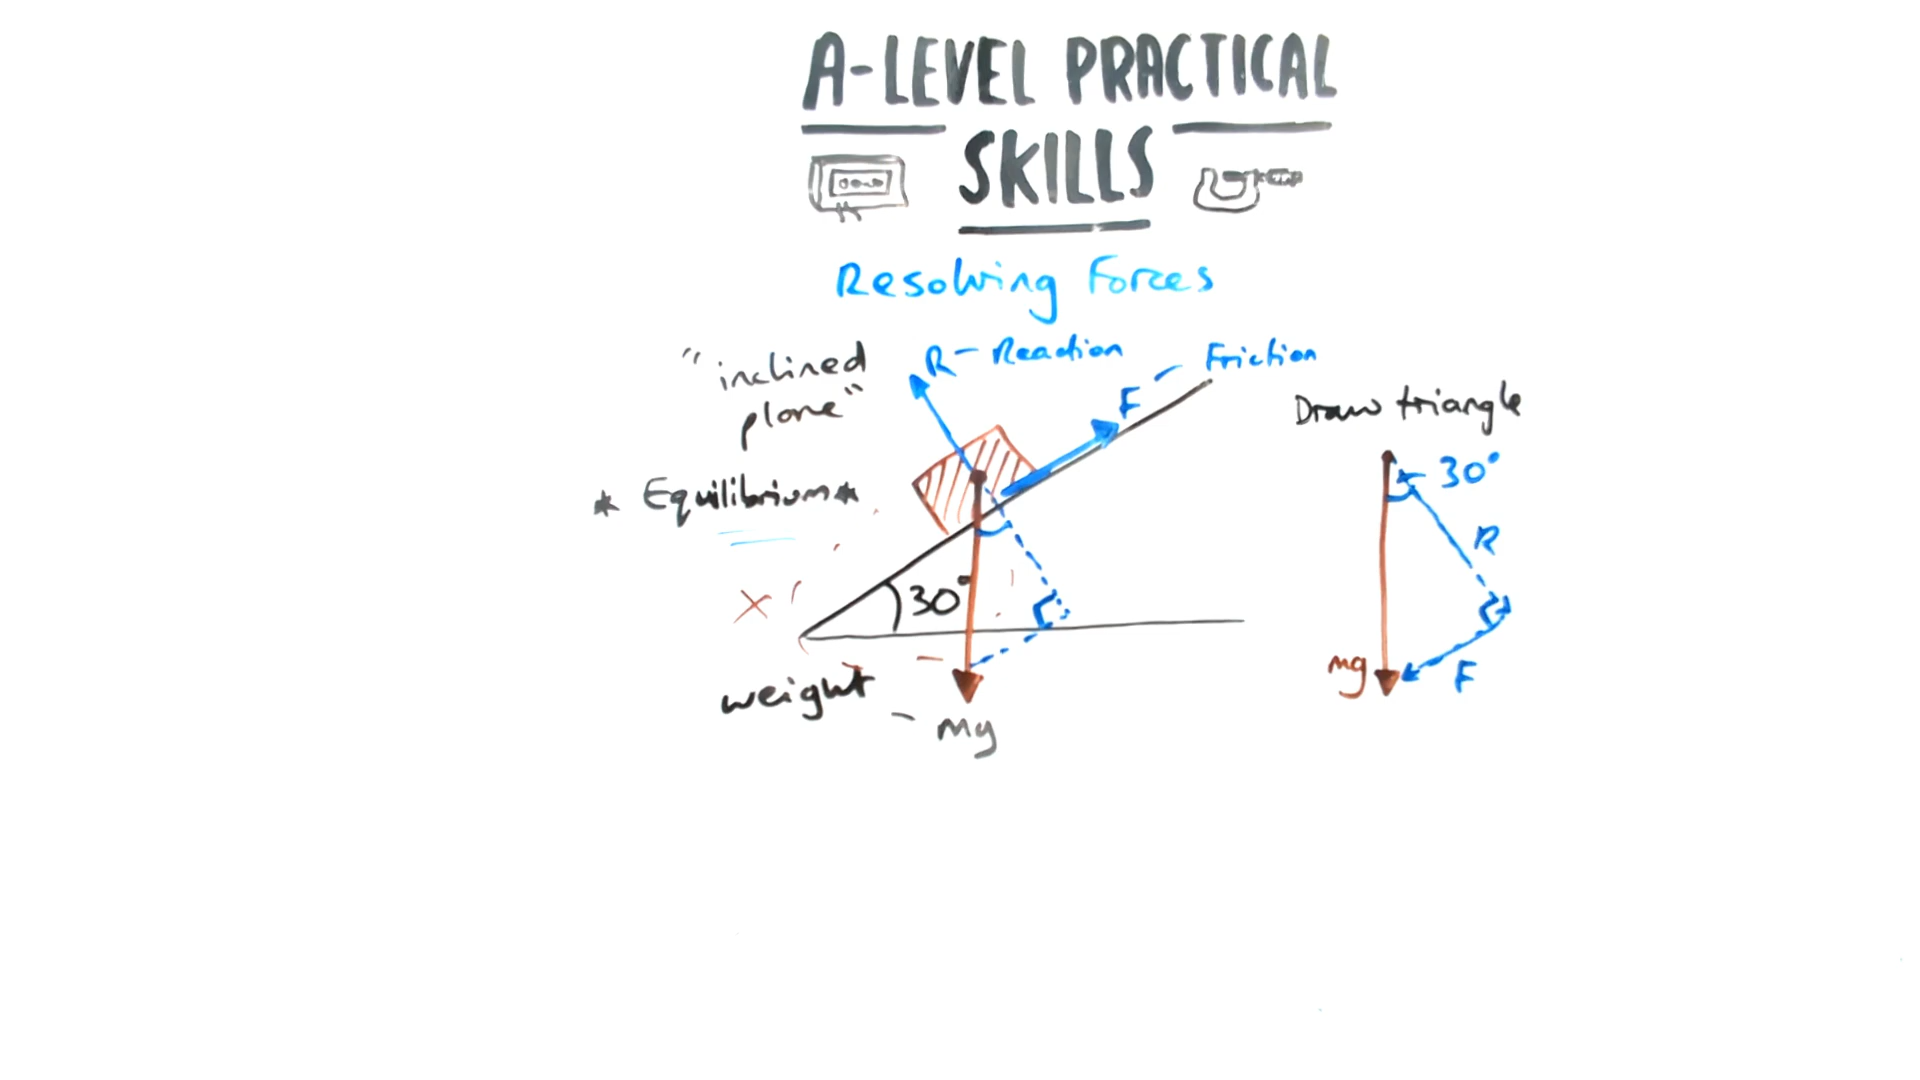 A-LEVEL PRACTICAL
SKILLS
Resolving Forces
"inclined
plane"
R - Reaction
F - Friction
* Equilibrium *
30°
weight
- mg
Draw triangle
30°
R
mg
F